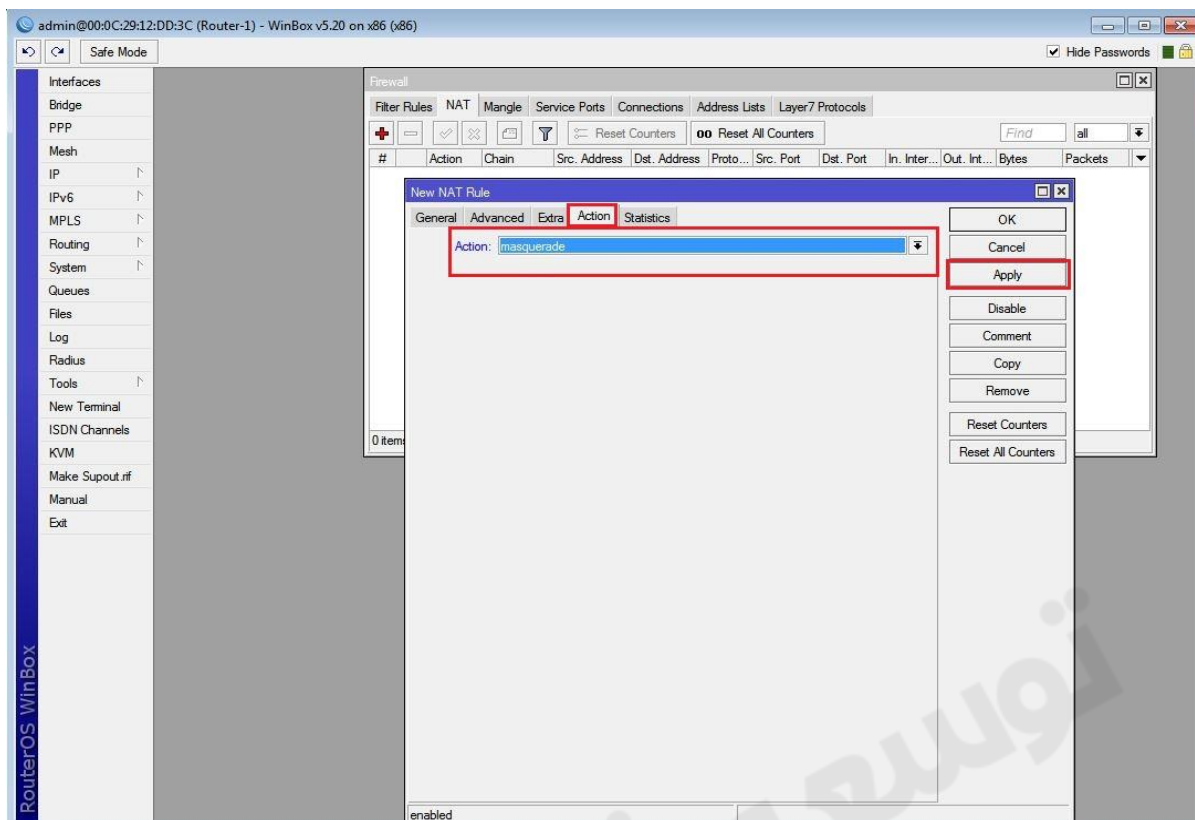 admin@00:0C:29:12:DD:3C (Router-1) - WinBox v5.20 on x86 (x86)
Safe Mode
Hide Passwords
Interfaces
Bridge
PPP
Mesh
IP
IPv6
MPLS
Routing
System
Queues
Files
Log
Radius
Tools
New Terminal
ISDN Channels
KVM
Make Supout.rif
Manual
Exit
RouterOS WinBox
Firewall
Filter Rules NAT Mangle Service Ports Connections Address Lists Layer7 Protocols
Reset Counters 00 Reset All Counters Find all
# Action Chain Src. Address Dst. Address Proto... Src. Port Dst. Port In. Inter... Out. Int... Bytes Packets
0 items
New NAT Rule
General Advanced Extra Action Statistics
Action: masquerade
OK
Cancel
Apply
Disable
Comment
Copy
Remove
Reset Counters
Reset All Counters
enabled